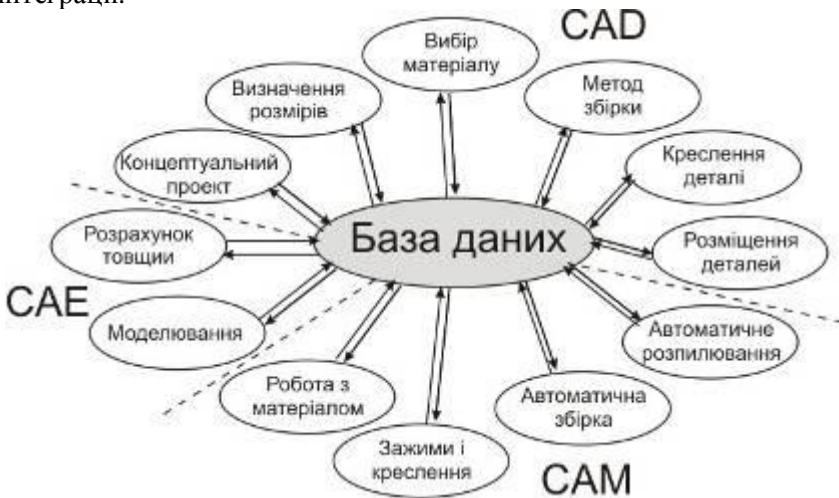 інтеграції.
CAD
Вибір
матеріалу
Визначення
розмірів
Метод
збірки
Концептуальний
проект
Креслення
деталі
База даних
Розрахунок
товщии
Розміщення
деталей
CAE
Моделювання
Автоматичне
розпилювання
Робота з
матеріалом
Автоматична
збірка
Зажими і
креслення
CAM